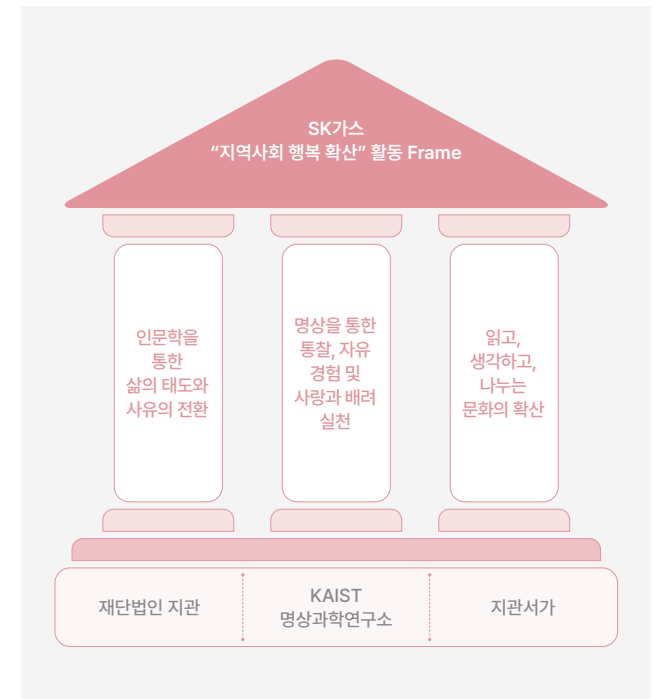 SK가스
“지역사회 행복 확산” 활동 Frame
인문학을
통한
삶의 태도와
사유의 전환
명상을 통한
통찰, 자유
경험 및
사랑과 배려
실천
읽고,
생각하고,
나누는
문화의 확산
재단법인 지관
KAIST
명상과학연구소
지관서가